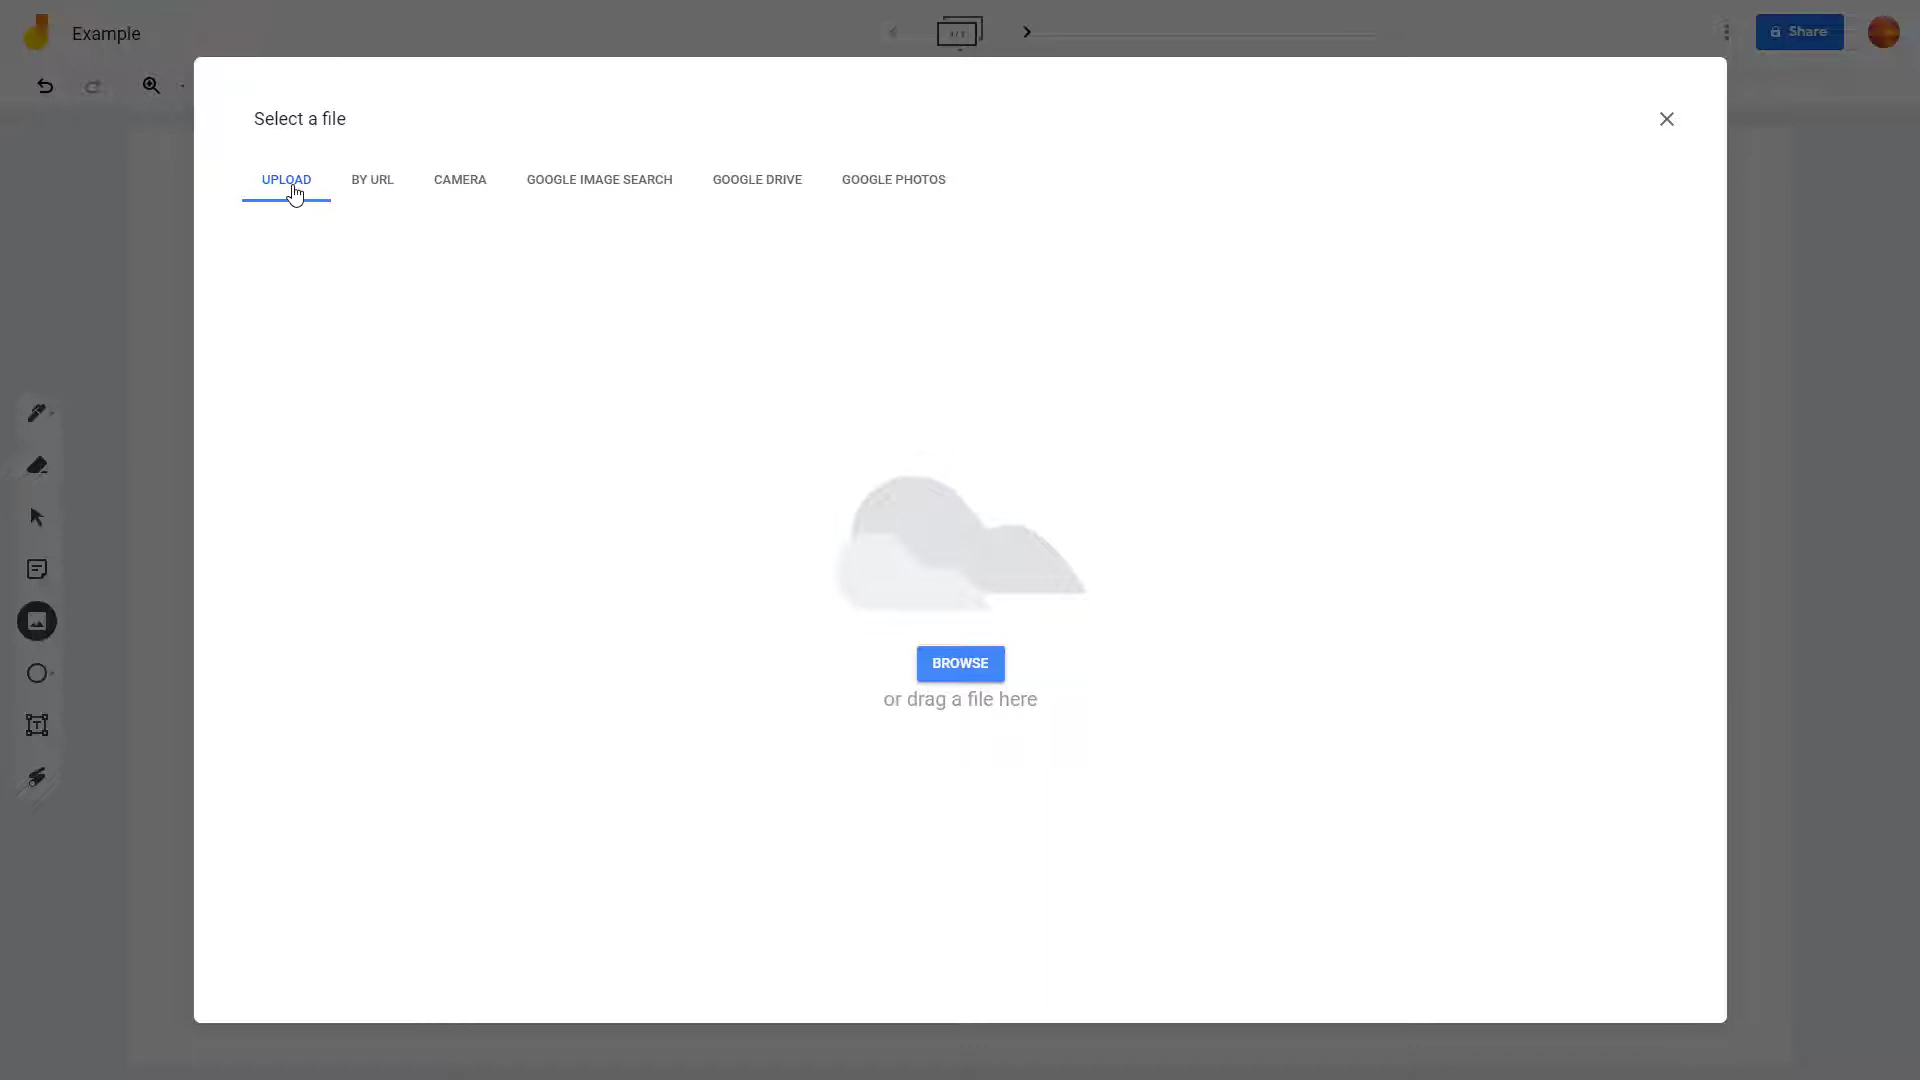 Example
Share
Select a file
UPLOAD
BY URL
CAMERA
GOOGLE IMAGE SEARCH
GOOGLE DRIVE
GOOGLE PHOTOS
BROWSE
or drag a file here